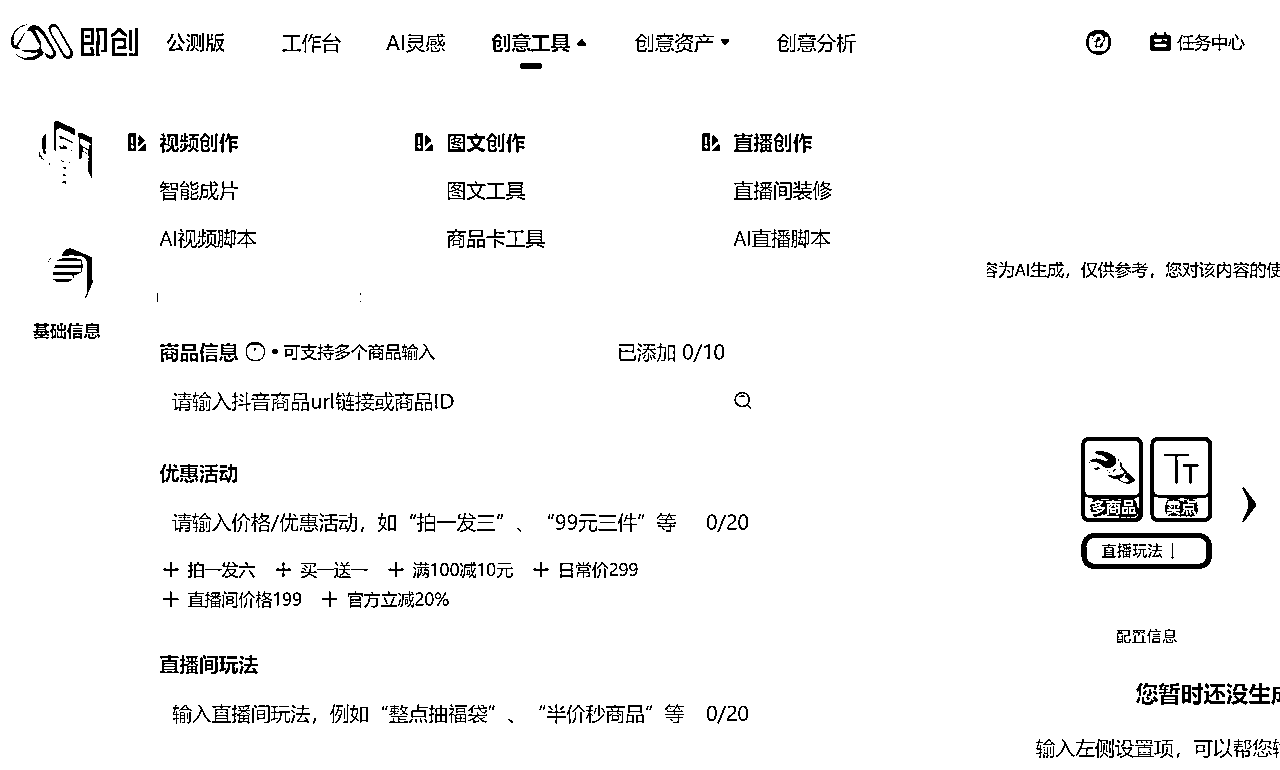 即创 公测版 工作台 AI灵感 创意工具 创意资产 创意分析 任务中心
视频创作 图文创作 直播创作
智能成片 图文工具 直播间装修
AI视频脚本 商品卡工具 AI直播脚本
容为AI生成，仅供参考，您对该内容的使
基础信息
商品信息 • 可支持多个商品输入 已添加 0/10
请输入抖音商品url链接或商品ID
多商品 卖点
优惠活动
请输入价格/优惠活动，如“拍一发三”、“99元三件”等 0/20
直播玩法
+ 拍一发六 + 买一送一 + 满100减10元 + 日常价299
+ 直播间价格199 + 官方立减20%
配置信息
直播间玩法
您暂时还没生成
输入直播间玩法，例如“整点抽福袋”、“半价秒商品”等 0/20
输入左侧设置项，可以帮您